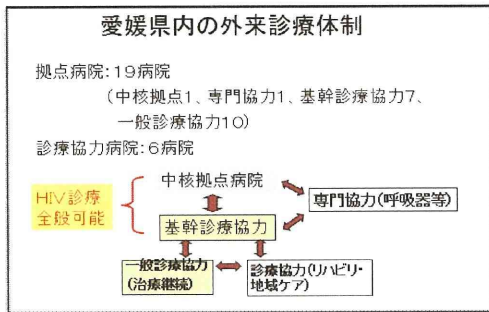 愛媛県内の外来診療体制
拠点病院：19病院
（中核拠点1、専門協力1、基幹診療協力7、
一般診療協力10）
診療協力病院：6病院
HIV診療
全般可能
中核拠点病院
専門協力(呼吸器等)
基幹診療協力
一般診療協力
(治療継続)
診療協力(リハビリ・
地域ケア)